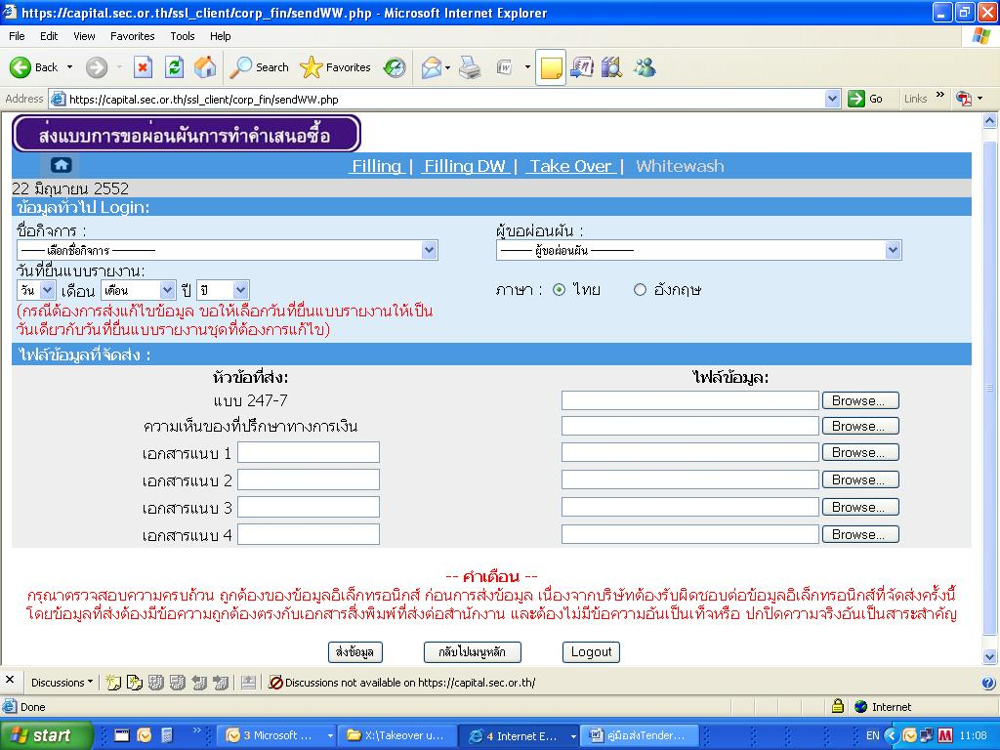 https://capital.sec.or.th/ssl_client/corp_fin/sendWW.php - Microsoft Internet Explorer
File Edit View Favorites Tools Help
Back Search Favorites
Address https://capital.sec.or.th/ssl_client/corp_fin/sendWW.php Go Links »
ส่งแบบการขอผ่อนผันการทำคำเสนอซื้อ
Filling | Filling DW | Take Over | Whitewash
22 มิถุนายน 2552
ข้อมูลทั่วไป Login:
ชื่อกิจการ : ผู้ขอผ่อนผัน :
----- เลือกชื่อกิจการ --------- ------ ผู้ขอผ่อนผัน ---------
วันที่ยื่นแบบรายงาน:
วัน เดือน เดือน ปี ปี ภาษา : ไทย อังกฤษ
(กรณีต้องการส่งแก้ไขข้อมูล ขอให้เลือกวันที่ยื่นแบบรายงานให้เป็น
วันเดียวกับวันที่ยื่นแบบรายงานชุดที่ต้องการแก้ไข)
ไฟล์ข้อมูลที่จัดส่ง :
หัวข้อที่ส่ง: ไฟล์ข้อมูล:
แบบ 247-7 Browse...
ความเห็นของที่ปรึกษาทางการเงิน Browse...
เอกสารแนบ 1 Browse...
เอกสารแนบ 2 Browse...
เอกสารแนบ 3 Browse...
เอกสารแนบ 4 Browse...
-- คำเตือน --
กรุณาตรวจสอบความครบถ้วน ถูกต้องของข้อมูลอิเล็กทรอนิกส์ ก่อนการส่งข้อมูล เนื่องจากบริษัทต้องรับผิดชอบต่อข้อมูลอิเล็กทรอนิกส์ที่จัดส่งครั้งนี้
โดยข้อมูลที่ส่งต้องมีข้อความถูกต้องตรงกับเอกสารสิ่งพิมพ์ที่ส่งต่อสำนักงาน และต้องไม่มีข้อความอันเป็นเท็จหรือ ปกปิดความจริงอันเป็นสาระสำคัญ
ส่งข้อมูล กลับไปเมนูหลัก Logout
Discussions Discussions not available on https://capital.sec.or.th/
Done Internet
start » 3 Microsoft ... X:\Takeover u... 4 Internet E... คู่มือส่งTender... EN 11:08